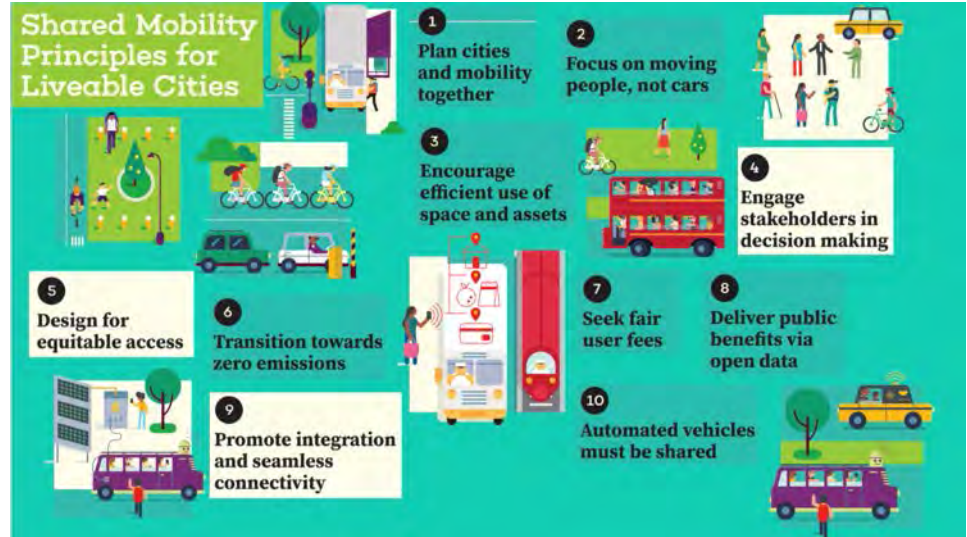 Shared Mobility
Principles for
Liveable Cities
1
Plan cities
and mobility
together
2
Focus on moving
people, not cars
3
Encourage
efficient use of
space and assets
4
Engage
stakeholders in
decision making
5
Design for
equitable access
6
Transition towards
zero emissions
7
Seek fair
user fees
8
Deliver public
benefits via
open data
9
Promote integration
and seamless
connectivity
10
Automated vehicles
must be shared